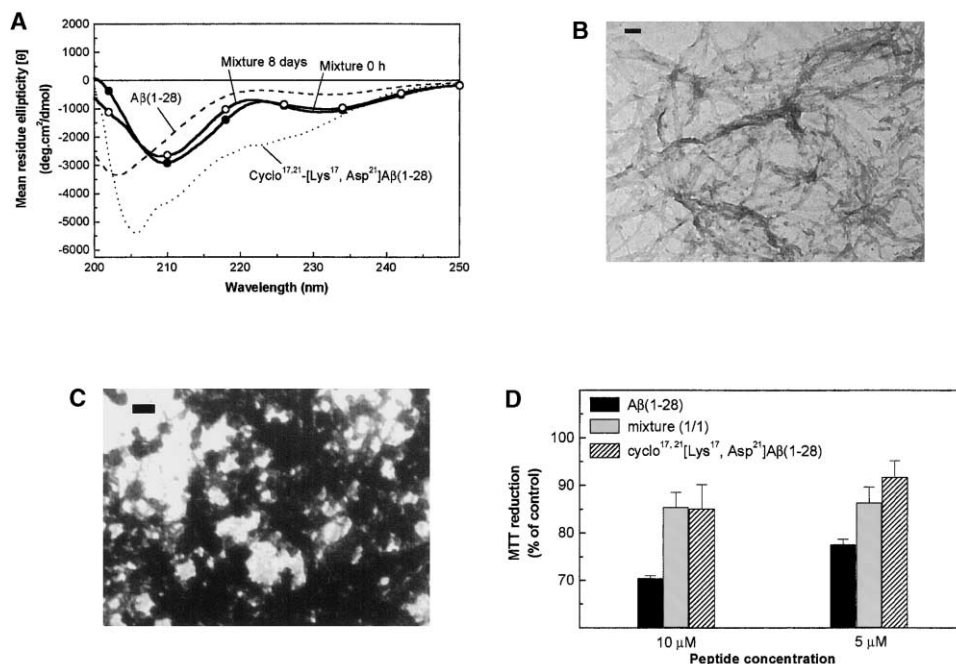 A
2000
1000
0
-1000
-2000
-3000
-4000
-5000
-6000
Mean residue ellipticity [θ]
(deg.cm²/dmol)
Mixture 8 days
Mixture 0 h
Aβ(1-28)
Cyclo¹⁷,²¹-[Lys¹⁷, Asp²¹]Aβ(1-28)
200 210 220 230 240 250
Wavelength (nm)
B
C
D
Aβ(1-28)
mixture (1/1)
cyclo¹⁷,²¹[Lys¹⁷, Asp²¹]Aβ(1-28)
100
90
80
70
MTT reduction
(% of control)
10 μM 5 μM
Peptide concentration